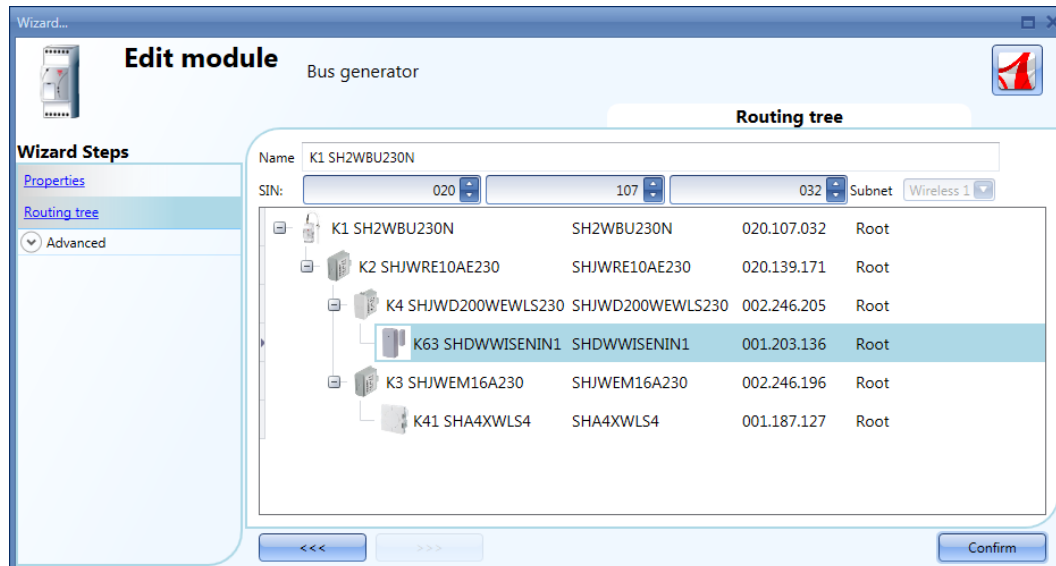 Wizard...
Edit module
Bus generator
Routing tree
Wizard Steps
Properties
Routing tree
Advanced
Name K1 SH2WBU230N
SIN: 020 107 032 Subnet Wireless 1
K1 SH2WBU230N SH2WBU230N 020.107.032 Root
K2 SHJWRE10AE230 SHJWRE10AE230 020.139.171 Root
K4 SHJWD200WEWLS230 SHJWD200WEWLS230 002.246.205 Root
K63 SHDWWISENIN1 SHDWWISENIN1 001.203.136 Root
K3 SHJWEM16A230 SHJWEM16A230 002.246.196 Root
K41 SHA4XWLS4 SHA4XWLS4 001.187.127 Root
<<< >>> Confirm